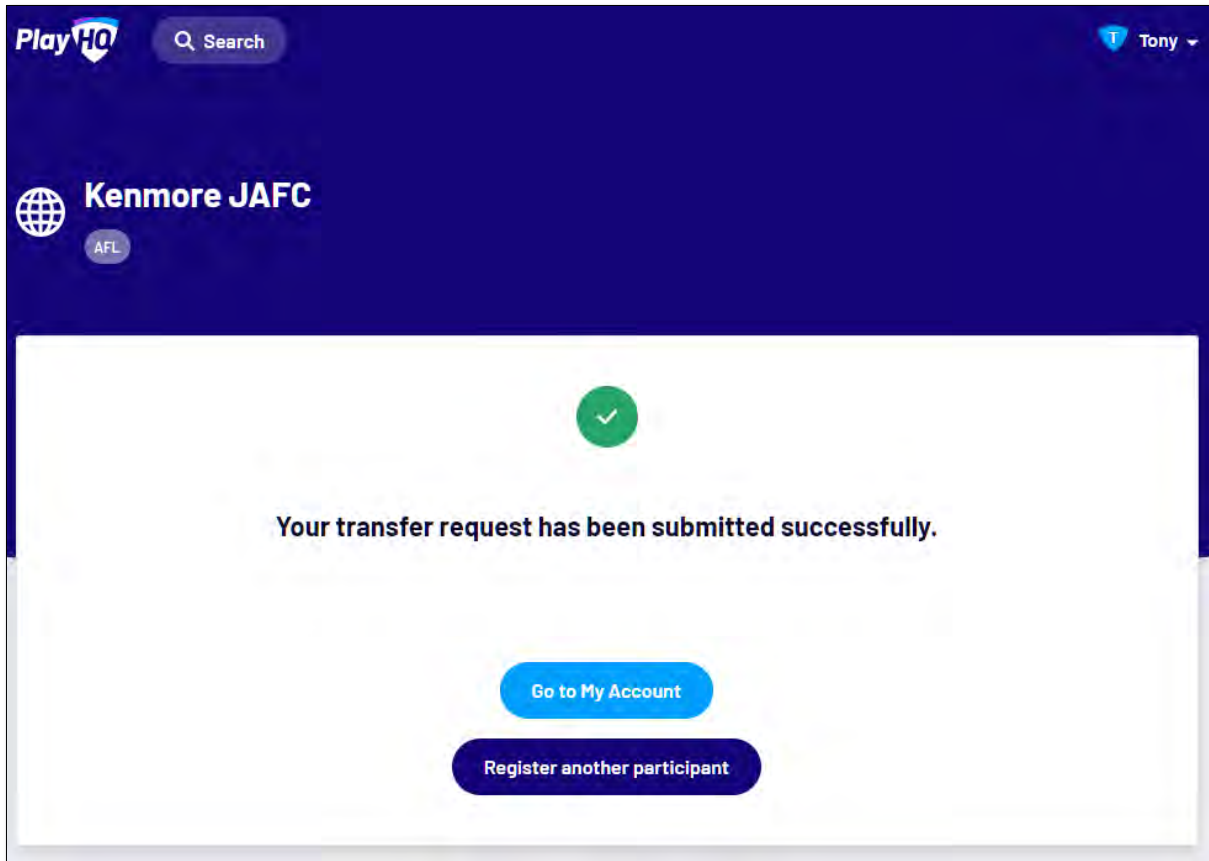 PlayHQ
Search
T Tony
Kenmore JAFC
AFL
Your transfer request has been submitted successfully.
Go to My Account
Register another participant